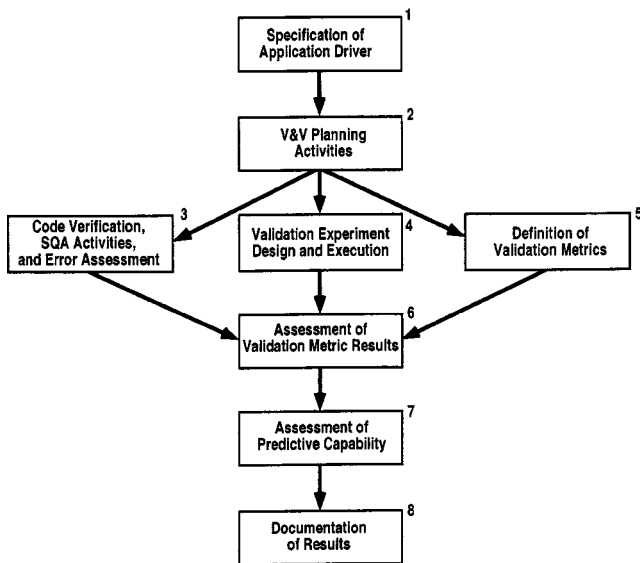 1
Specification of
Application Driver
2
V&V Planning
Activities
3
Code Verification,
SQA Activities,
and Error Assessment
4
Validation Experiment
Design and Execution
5
Definition of
Validation Metrics
6
Assessment of
Validation Metric Results
7
Assessment of
Predictive Capability
8
Documentation
of Results